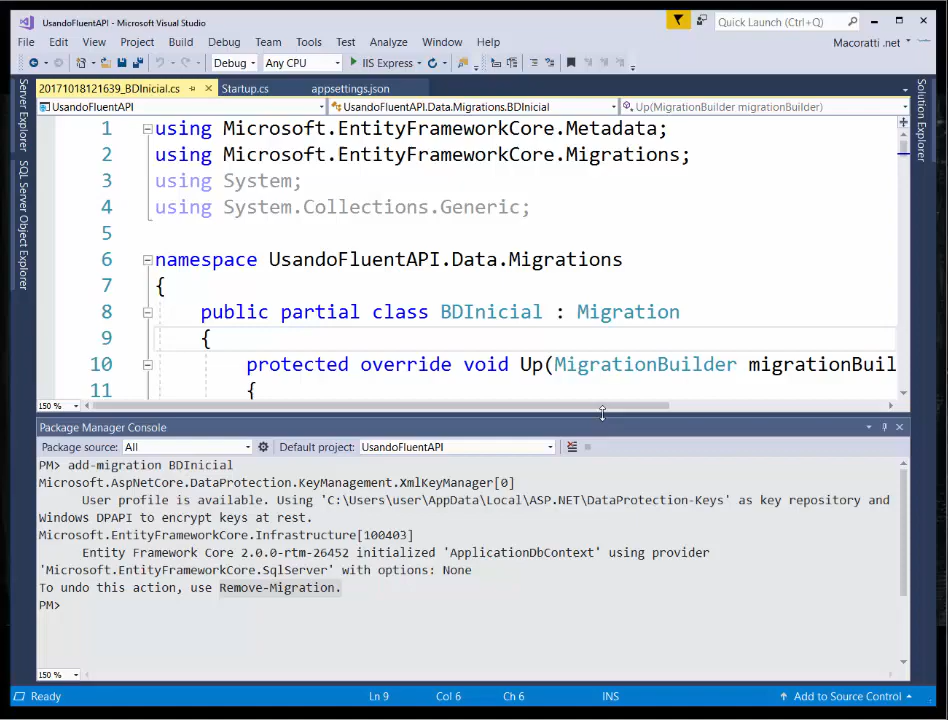 UsandoFluentAPI - Microsoft Visual Studio
Quick Launch (Ctrl+Q)
File Edit View Project Build Debug Team Tools Test Analyze Window Help
Macoratti .net
Debug Any CPU IIS Express
Server Explorer
SQL Server Object Explorer
20171018121639_BDInicial.cs Startup.cs appsettings.json
UsandoFluentAPI UsandoFluentAPI.Data.Migrations.BDInicial Up(MigrationBuilder migrationBuilder)
1 using Microsoft.EntityFrameworkCore.Metadata;
2 using Microsoft.EntityFrameworkCore.Migrations;
3 using System;
4 using System.Collections.Generic;
5
6 namespace UsandoFluentAPI.Data.Migrations
7 {
8 public partial class BDInicial : Migration
9 {
10 protected override void Up(MigrationBuilder migrationBuil
11 {
150 %
Solution Explorer
Package Manager Console
Package source: All Default project: UsandoFluentAPI
PM> add-migration BDInicial
Microsoft.AspNetCore.DataProtection.KeyManagement.XmlKeyManager[0]
User profile is available. Using 'C:\Users\user\AppData\Local\ASP.NET\DataProtection-Keys' as key repository and
Windows DPAPI to encrypt keys at rest.
Microsoft.EntityFrameworkCore.Infrastructure[100403]
Entity Framework Core 2.0.0-rtm-26452 initialized 'ApplicationDbContext' using provider
'Microsoft.EntityFrameworkCore.SqlServer' with options: None
To undo this action, use Remove-Migration.
PM>
150 %
Ready Ln 9 Col 6 Ch 6 INS Add to Source Control